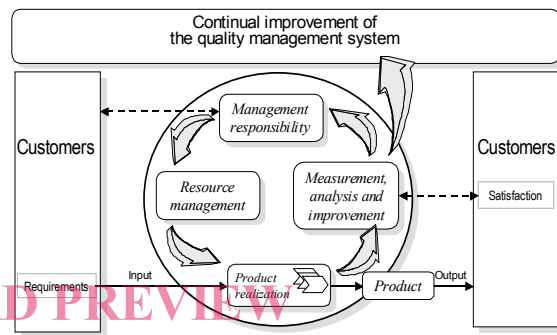 Continual improvement of
the quality management system
Customers
Management
responsibility
Customers
Resource
management
Measurement,
analysis and
improvement
Satisfaction
Requirements
Input
Product
realization
Product
Output
D PREVIEW